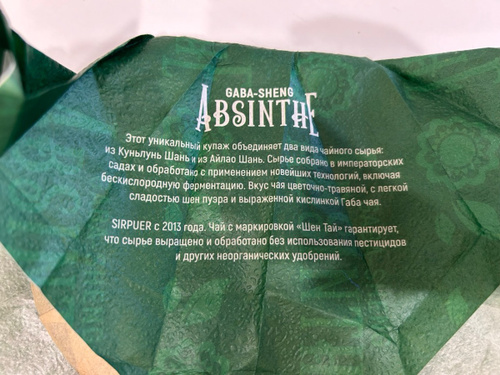 GABA-SHENG
ABSINTHE
Этот уникальный купаж объединяет два вида чайного сырья:
из Куньлунь Шань и из Айлао Шань. Сырье собрано в императорских
садах и обработано с применением новейших технологий, включая
бескислородную ферментацию. Вкус чая цветочно-травяной, с легкой
сладостью шен пуэра и выраженной кислинкой Габа чая.
SIRPUER с 2013 года. Чай с маркировкой «Шен Тай» гарантирует,
что сырье выращено и обработано без использования пестицидов
и других неорганических удобрений.